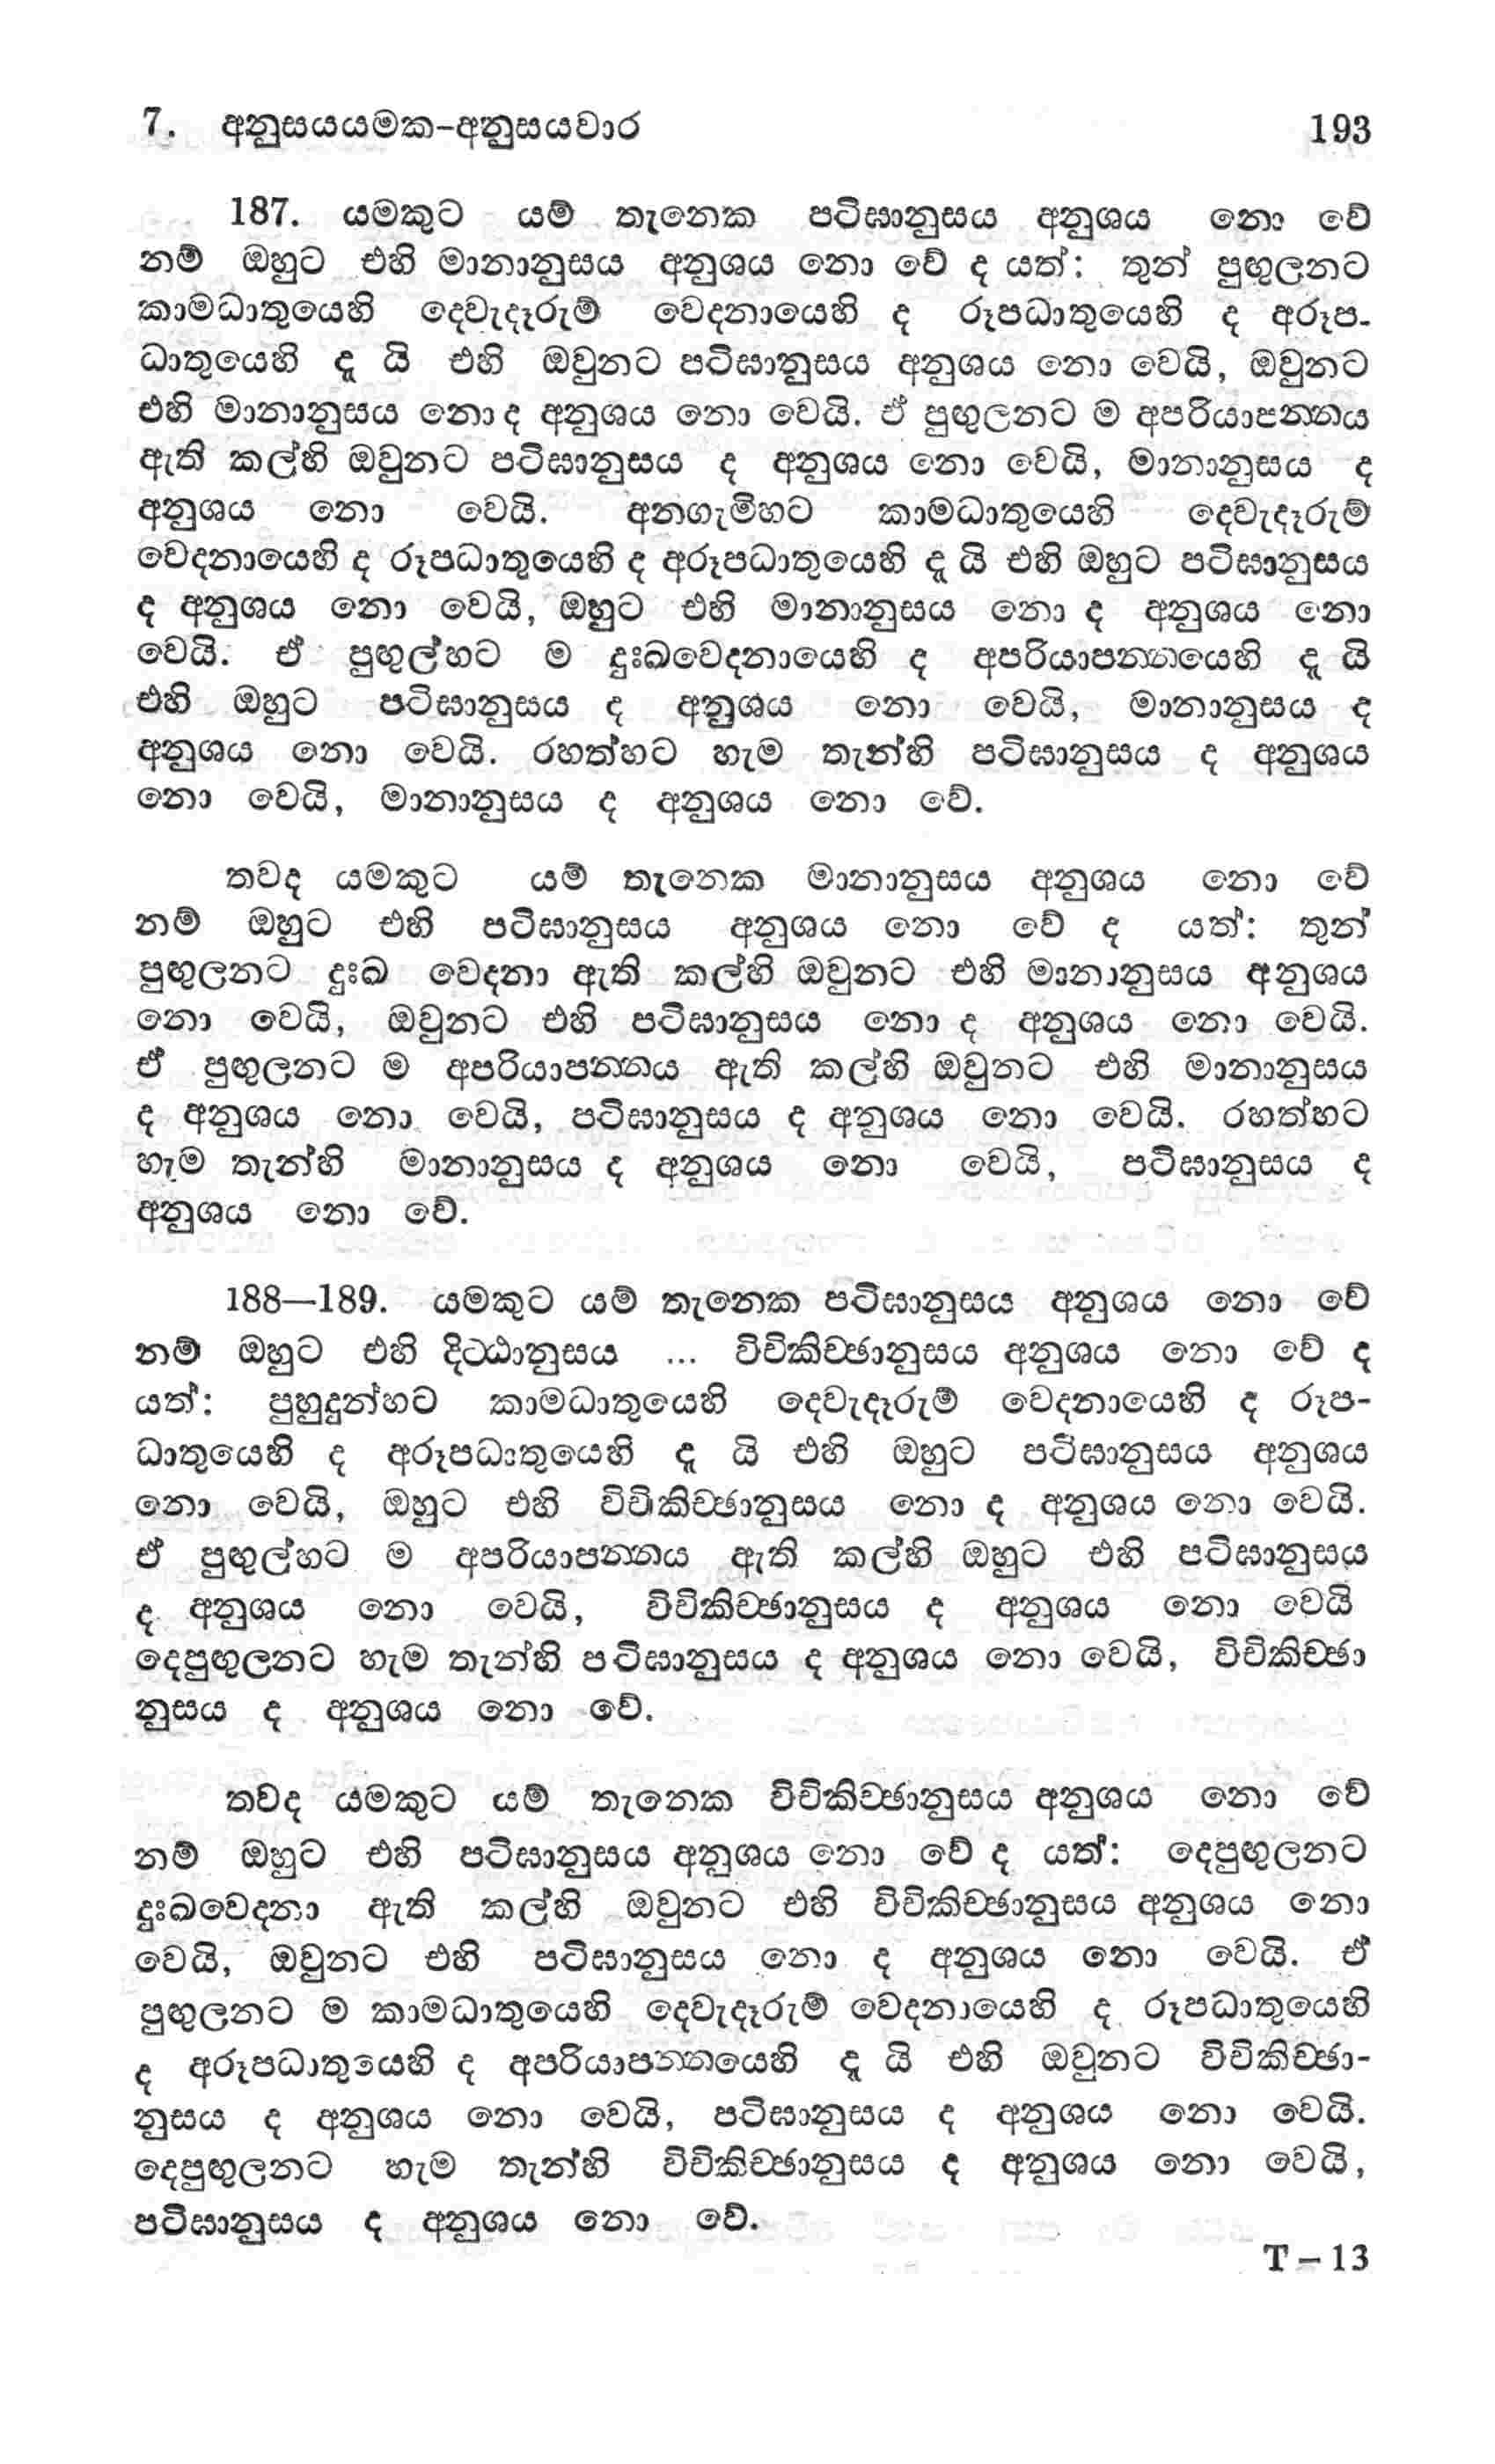 7. අනුසයයමක-අනුසයවාර 193
187. යමකුට යම් තැනෙක පටිඝානුසය අනුශය නො වේ
නම් ඔහුට එහි මානානුසය අනුශය නො වේ ද යත්: තුන් පුඟුලනට
කාමධාතුයෙහි දෙවැදෑරුම් වේදනායෙහි ද රූපධාතුයෙහි ද අරූප-
ධාතුයෙහි දූ යි එහි ඔවුනට පටිඝානුසය අනුශය නො වෙයි, ඔවුනට
එහි මානානුසය නො ද අනුශය නො වෙයි. ඒ පුඟුලනට ම අපරියාපන්නය
ඇති කල්හි ඔවුනට පටිඝානුසය ද අනුශය නො වෙයි, මානානුසය ද
අනුශය නො වෙයි. අනගැමිහට කාමධාතුයෙහි දෙවැදෑරුම්
වෙදනායෙහි ද රූපධාතුයෙහි ද අරූපධාතුයෙහි දූ යි එහි ඔහුට පටිඝානුසය
ද අනුශය නො වෙයි, ඔහුට එහි මානානුසය නො ද අනුශය නො
වෙයි. ඒ පුඟුල්හට ම දුඃඛවෙදනායෙහි ද අපරියාපන්නයෙහි දූ යි
එහි ඔහුට පටිඝානුසය ද අනුශය නො වෙයි, මානානුසය ද
අනුශය නො වෙයි. රහත්හට හැම තැන්හි පටිඝානුසය ද අනුශය
නො වෙයි, මානානුසය ද අනුශය නො වේ.
තවද යමකුට යම් තැනෙක මානානුසය අනුශය නො වේ
නම් ඔහුට එහි පටිඝානුසය අනුශය නො වේ ද යත්: තුන්
පුඟුලනට දුඃඛ වෙදනා ඇති කල්හි ඔවුනට එහි මානානුසය අනුශය
නො වෙයි, ඔවුනට එහි පටිඝානුසය නො ද අනුශය නො වෙයි.
ඒ පුඟුලනට ම අපරියාපන්නය ඇති කල්හි ඔවුනට එහි මානානුසය
ද අනුශය නො වෙයි, පටිඝානුසය ද අනුශය නො වෙයි. රහත්හට
හැම තැන්හි මානානුසය ද අනුශය නො වෙයි, පටිඝානුසය ද
අනුශය නො වේ.
188—189. යමකුට යම් තැනෙක පටිඝානුසය අනුශය නො වේ
නම් ඔහුට එහි දිට්ඨානුසය ... විචිකිච්ඡානුසය අනුශය නො වේ ද
යත්: පුහුදුන්හට කාමධාතුයෙහි දෙවැදෑරුම් වෙදනායෙහි ද රූප-
ධාතුයෙහි ද අරූපධාතුයෙහි දූ යි එහි ඔහුට පටිඝානුසය අනුශය
නො වෙයි, ඔහුට එහි විචිකිච්ඡානුසය නො ද අනුශය නො වෙයි.
ඒ පුඟුල්හට ම අපරියාපන්නය ඇති කල්හි ඔහුට එහි පටිඝානුසය
ද අනුශය නො වෙයි, විචිකිච්ඡානුසය ද අනුශය නො වෙයි
දෙපුඟුලනට හැම තැන්හි පටිඝානුසය ද අනුශය නො වෙයි, විචිකිච්ඡා
නුසය ද අනුශය නො වේ.
තවද යමකුට යම් තැනෙක විචිකිච්ඡානුසය අනුශය නො වේ
නම් ඔහුට එහි පටිඝානුසය අනුශය නො වේ ද යත්: දෙපුඟුලනට
දුඃඛවෙදනා ඇති කල්හි ඔවුනට එහි විචිකිච්ඡානුසය අනුශය නො
වෙයි, ඔවුනට එහි පටිඝානුසය නො ද අනුශය නො වෙයි. ඒ
පුඟුලනට ම කාමධාතුයෙහි දෙවැදෑරුම් වෙදනායෙහි ද රූපධාතුයෙහි
ද අරූපධාතුයෙහි ද අපරියාපන්නයෙහි දූ යි එහි ඔවුනට විචිකිච්ඡා-
නුසය ද අනුශය නො වෙයි, පටිඝානුසය ද අනුශය නො වෙයි.
දෙපුඟුලනට හැම තැන්හි විචිකිච්ඡානුසය ද අනුශය නො වෙයි,
පටිඝානුසය ද අනුශය නො වේ.
T – 13